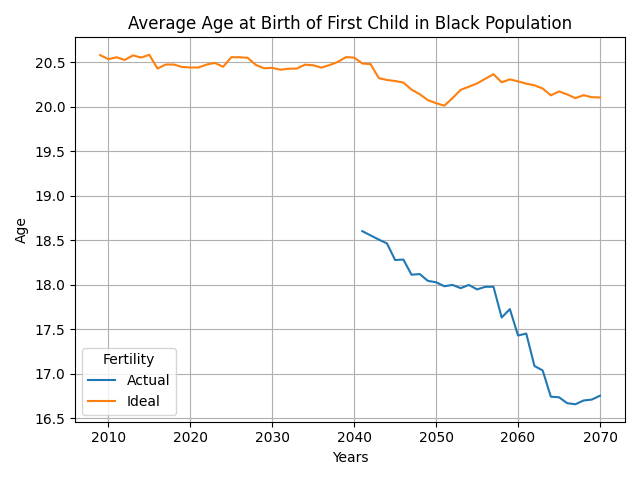 Average Age at Birth of First Child in Black Population
20.5
20.0
19.5
19.0
18.5
18.0
17.5
17.0
16.5
Age
Fertility
Actual
Ideal
2010
2020
2030
2040
2050
2060
2070
Years